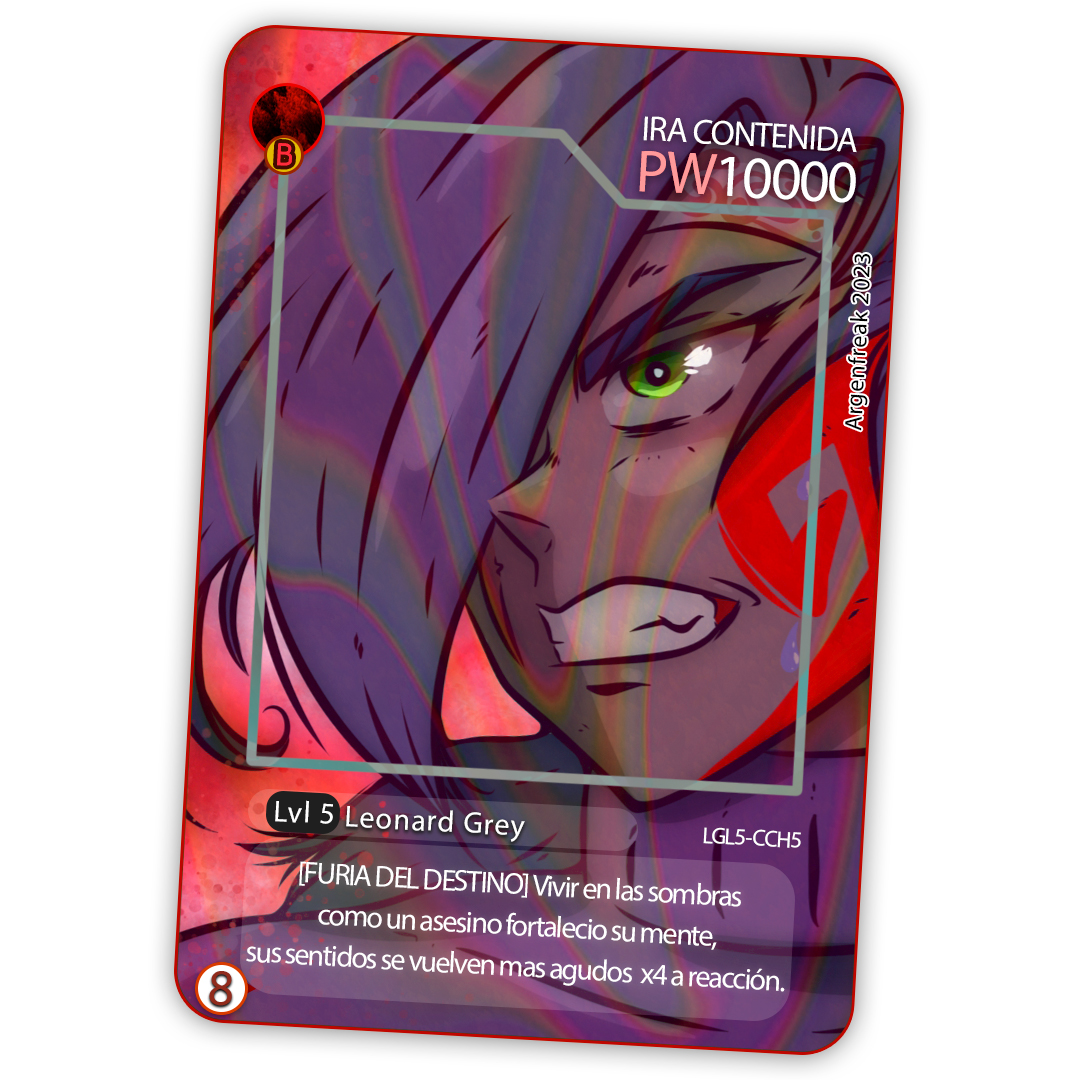 B
IRA CONTENIDA
PW10000
Argenfreak 2023
Lvl 5 Leonard Grey
LGL5-CCH5
[FURIA DEL DESTINO] Vivir en las sombras
como un asesino fortalecio su mente,
sus sentidos se vuelven mas agudos x4 a reacción.
8